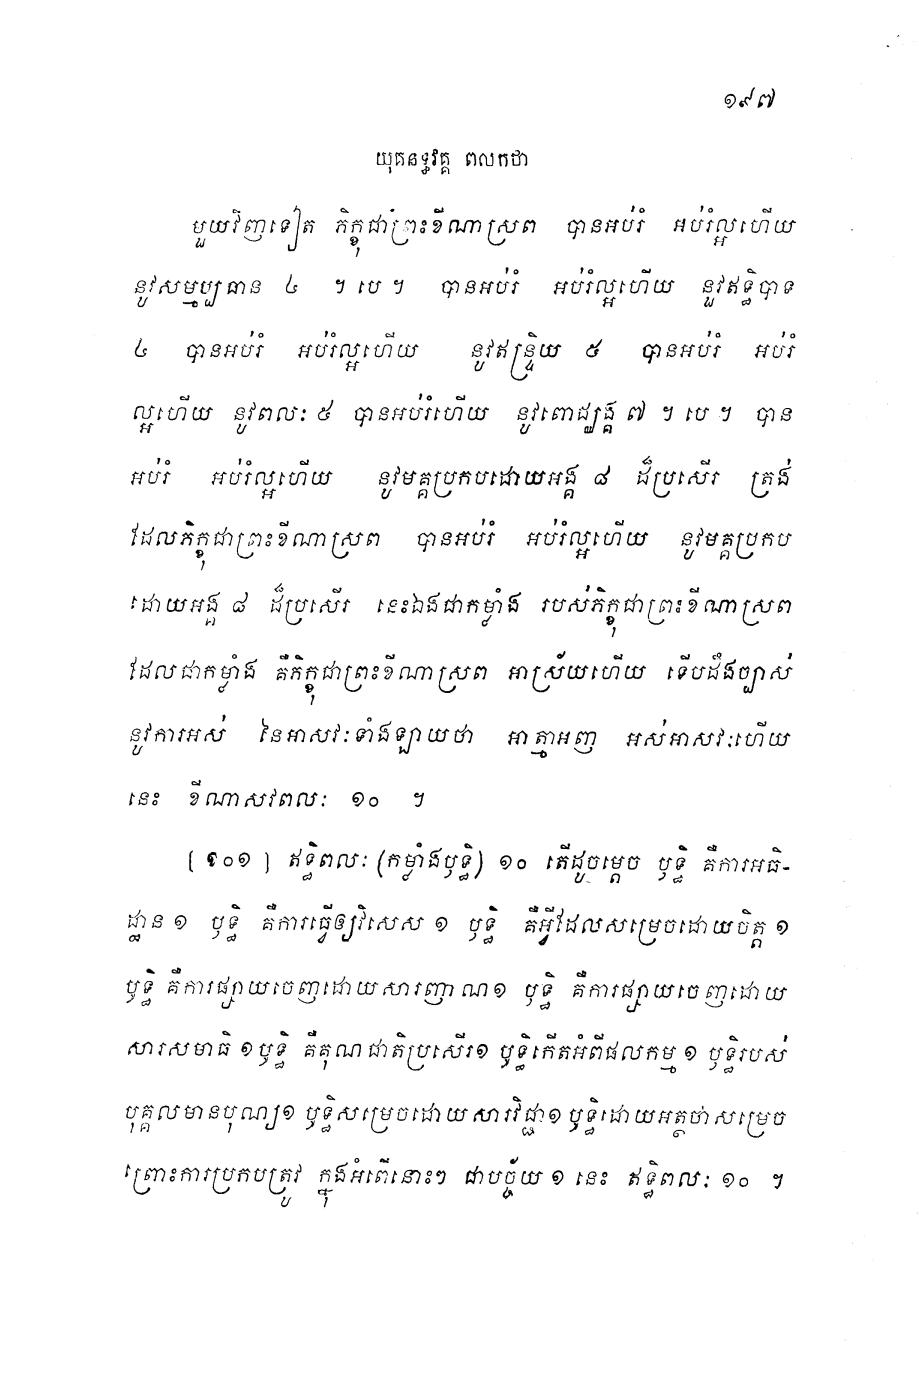 ១៩៧
យុគនទ្ធវគ្គ ពលកថា
មួយវិញទៀត ភិក្ខុជាព្រះខីណាស្រព បានអប់រំ អប់រំល្អហើយ
នូវសម្មប្បធាន ៤ ។ បេ ។ បានអប់រំ អប់រំល្អហើយ នូវឥទ្ធិបាទ
៤ បានអប់រំ អប់រំល្អហើយ នូវឥន្ទ្រិយ ៥ បានអប់រំ អប់រំ
ល្អហើយ នូវពលៈ ៥ បានអប់រំហើយ នូវពោជ្ឈង្គ ៧ ។ បេ ។ បាន
អប់រំ អប់រំល្អហើយ នូវមគ្គប្រកបដោយអង្គ ៨ ដ៏ប្រសើរ ត្រង់
ដែលភិក្ខុជាព្រះខីណាស្រព បានអប់រំ អប់រំល្អហើយ នូវមគ្គប្រកប
ដោយអង្គ ៨ ដ៏ប្រសើរ នេះឯងជាកម្លាំង របស់ភិក្ខុជាព្រះខីណាស្រព
ដែលជាកម្លាំង គឺភិក្ខុជាព្រះខីណាស្រព អាស្រ័យហើយ ទើបដឹងច្បាស់
នូវការអស់ នៃអាសវៈទាំងឡាយថា អាត្មាអញ អស់អាសវៈហើយ
នេះ ខីណាសវពលៈ ១០ ។
[ ១០១ ] ឥទ្ធិពលៈ (កម្លាំងឫទ្ធិ) ១០ តើដូចម្តេច ឫទ្ធិ គឺការអធិ-
ដ្ឋាន ១ ឫទ្ធិ គឺការធ្វើឲ្យវិសេស ១ ឫទ្ធិ គឺអ្វីដែលសម្រេចដោយចិត្ត ១
ឫទ្ធិ គឺការផ្សាយចេញដោយសារញាណ ១ ឫទ្ធិ គឺការផ្សាយចេញដោយ
សារសមាធិ ១ ឫទ្ធិ គឺគុណជាតិប្រសើរ ១ ឫទ្ធិកើតអំពីផលកម្ម ១ ឫទ្ធិរបស់
បុគ្គលមានបុណ្យ ១ ឫទ្ធិសម្រេចដោយសារវិជ្ជា ១ ឫទ្ធិដោយអត្ថថាសម្រេច
ព្រោះការប្រកបត្រូវ ក្នុងអំពើនោះៗ ជាបច្ច័យ ១ នេះ ឥទ្ធិពលៈ ១០ ។